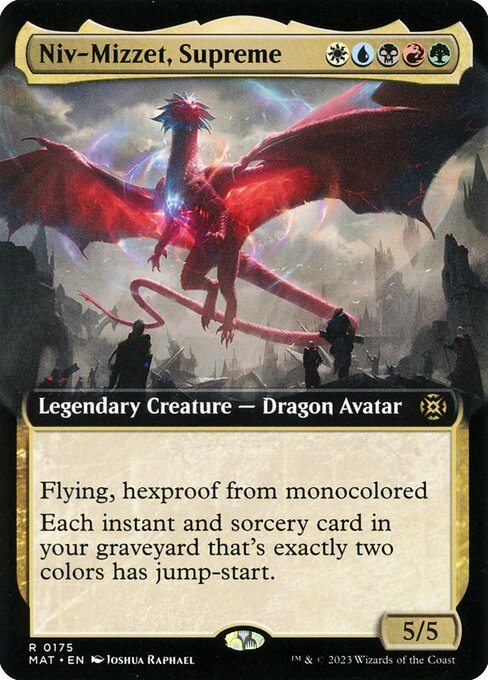 Niv-Mizzet, Supreme
Legendary Creature — Dragon Avatar
Flying, hexproof from monocolored
Each instant and sorcery card in
your graveyard that's exactly two
colors has jump-start.
5/5
R 0175
MAT • EN Joshua Raphael
™ & © 2023 Wizards of the Coast